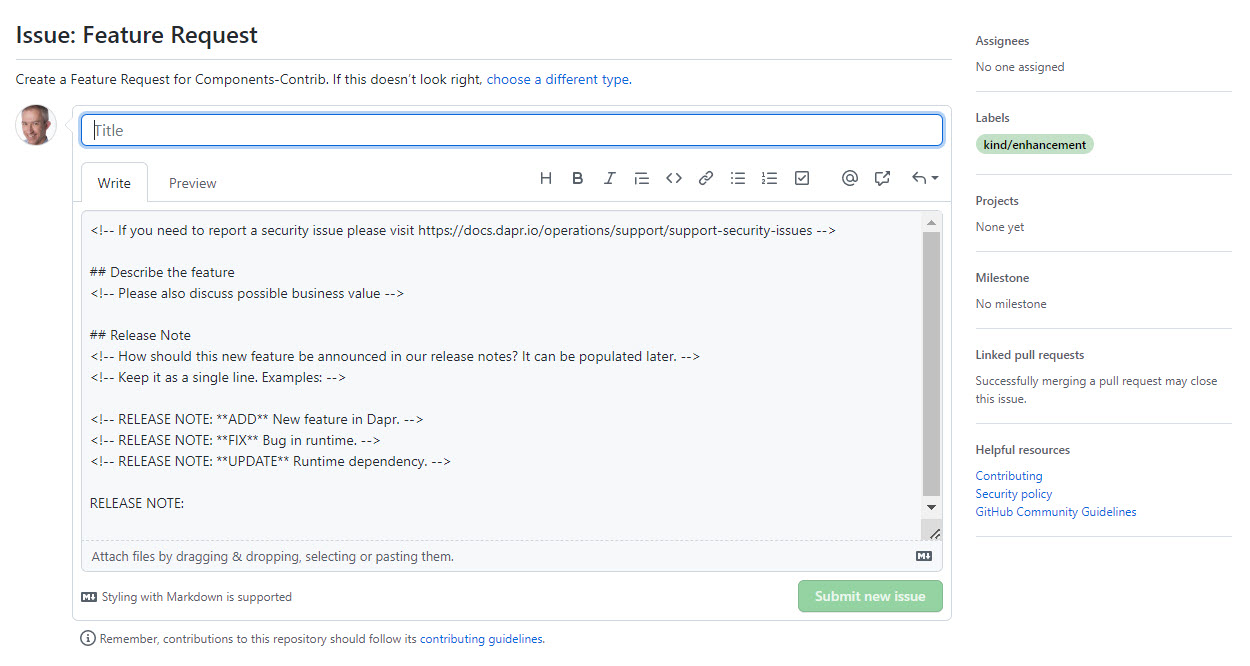 Issue: Feature Request
Create a Feature Request for Components-Contrib. If this doesn't look right, choose a different type.
Title
Write
Preview
<!-- If you need to report a security issue please visit https://docs.dapr.io/operations/support/support-security-issues -->
## Describe the feature
<!-- Please also discuss possible business value -->
## Release Note
<!-- How should this new feature be announced in our release notes? It can be populated later. -->
<!-- Keep it as a single line. Examples: -->
<!-- RELEASE NOTE: **ADD** New feature in Dapr. -->
<!-- RELEASE NOTE: **FIX** Bug in runtime. -->
<!-- RELEASE NOTE: **UPDATE** Runtime dependency. -->
RELEASE NOTE:
Attach files by dragging & dropping, selecting or pasting them.
Styling with Markdown is supported
Submit new issue
Remember, contributions to this repository should follow its contributing guidelines.
Assignees
No one assigned
Labels
kind/enhancement
Projects
None yet
Milestone
No milestone
Linked pull requests
Successfully merging a pull request may close
this issue.
Helpful resources
Contributing
Security policy
GitHub Community Guidelines